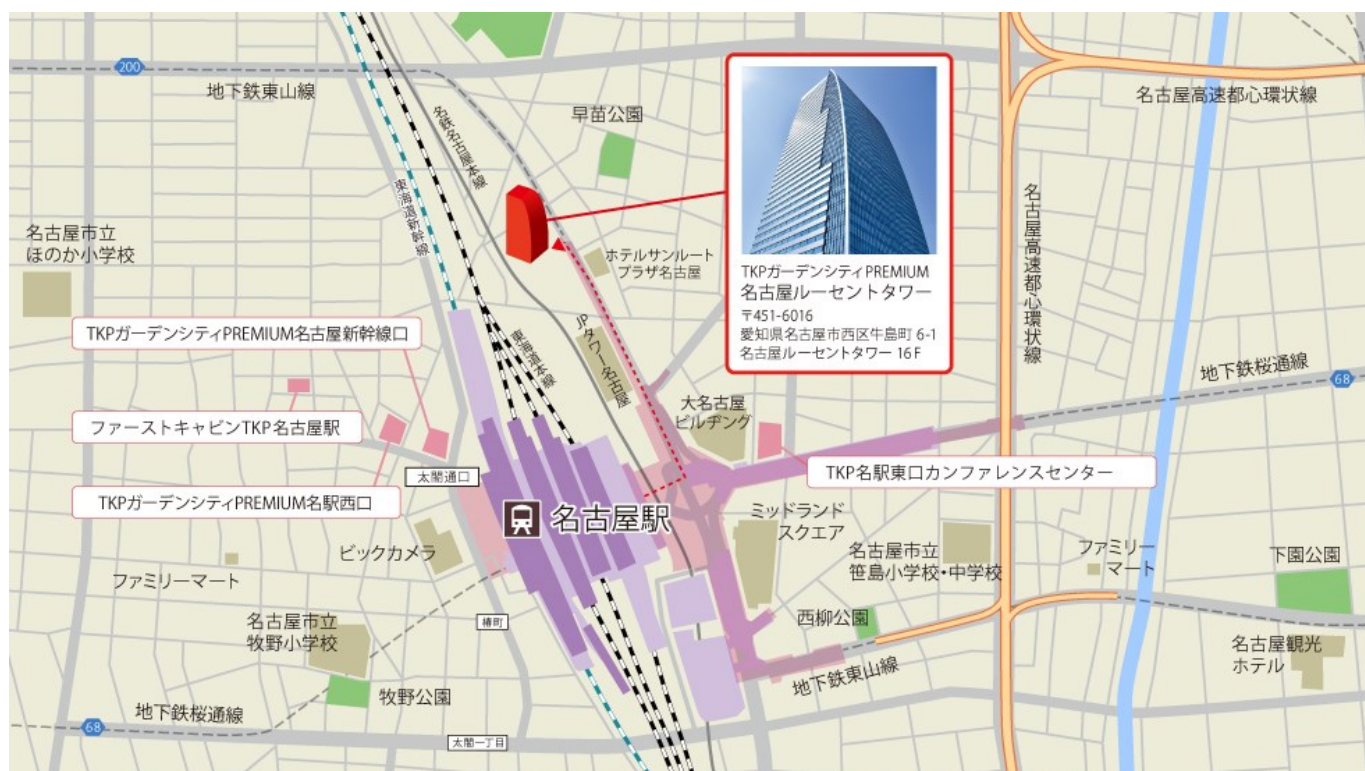 200
地下鉄東山線
名鉄名古屋本線
東海道新幹線
早苗公園
名古屋高速都心環状線
名古屋高速都心環状線
名古屋市立
ほのか小学校
ホテルサンルート
プラザ名古屋
TKPガーデンシティPREMIUM
名古屋ルーセントタワー
〒451-6016
愛知県名古屋市西区牛島町 6-1
名古屋ルーセントタワー 16F
TKPガーデンシティPREMIUM名古屋新幹線口
東海道本線
JPタワー名古屋
地下鉄桜通線
68
ファーストキャビンTKP名古屋駅
大名古屋
ビルヂング
太閤通口
TKP名駅東口カンファレンスセンター
TKPガーデンシティPREMIUM名駅西口
名古屋駅
ミッドランド
スクエア
ビックカメラ
名古屋市立
笹島小学校・中学校
ファミリー
マート
下園公園
ファミリーマート
名古屋市立
牧野小学校
椿町
西柳公園
名古屋観光
ホテル
牧野公園
地下鉄東山線
地下鉄桜通線
68
太閤一丁目